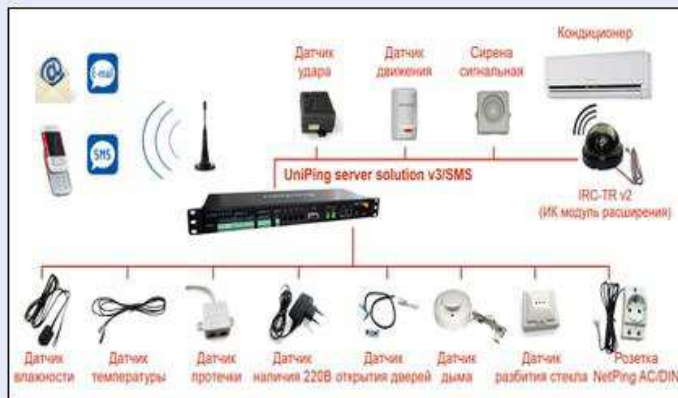 Кондиционер
Датчик
удара
Датчик
движения
Сирена
сигнальная
@
E-mail
SMS
UniPing server solution v3/SMS
IRC-TR v2
(ИК модуль расширения)
Датчик
влажности
Датчик
температуры
Датчик
протечки
Датчик
наличия 220В
Датчик
открытия дверей
Датчик
дыма
Датчик
разбития стекла
Розетка
NetPing AC/DIN